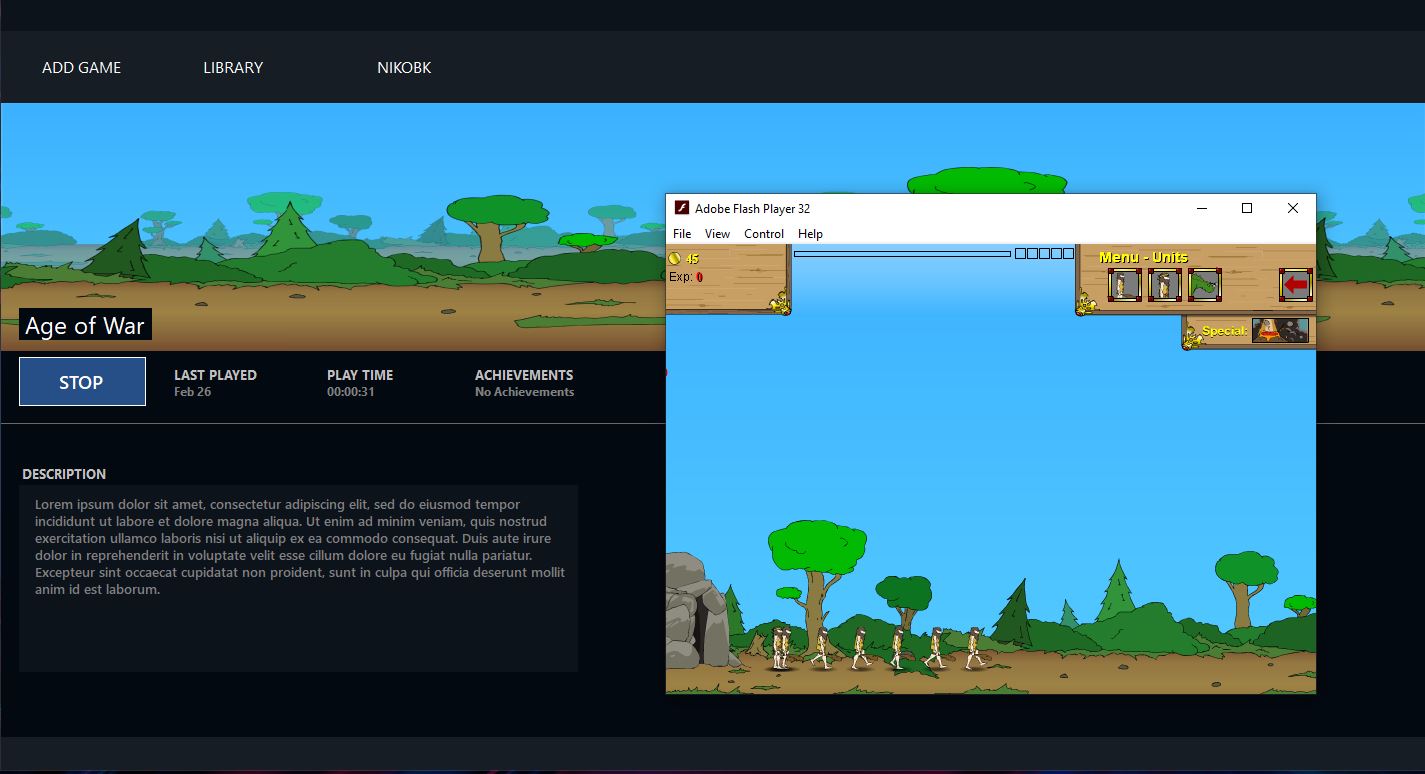 ADD GAME
LIBRARY
NIKOBK
Age of War
STOP
LAST PLAYED
Feb 26
PLAY TIME
00:00:31
ACHIEVEMENTS
No Achievements
DESCRIPTION
Lorem ipsum dolor sit amet, consectetur adipiscing elit, sed do eiusmod tempor
incididunt ut labore et dolore magna aliqua. Ut enim ad minim veniam, quis nostrud
exercitation ullamco laboris nisi ut aliquip ex ea commodo consequat. Duis aute irure
dolor in reprehenderit in voluptate velit esse cillum dolore eu fugiat nulla pariatur.
Excepteur sint occaecat cupidatat non proident, sunt in culpa qui officia deserunt mollit
anim id est laborum.
Adobe Flash Player 32
File View Control Help
45
Exp: 0
Menu - Units
Special: